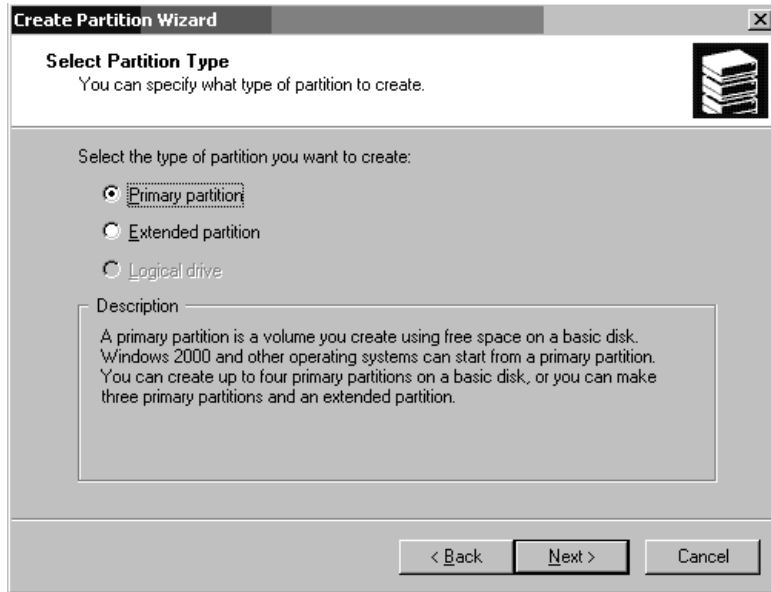 Create Partition Wizard
Select Partition Type
You can specify what type of partition to create.
Select the type of partition you want to create:
Primary partition
Extended partition
Logical drive
Description
A primary partition is a volume you create using free space on a basic disk.
Windows 2000 and other operating systems can start from a primary partition.
You can create up to four primary partitions on a basic disk, or you can make
three primary partitions and an extended partition.
< Back Next > Cancel